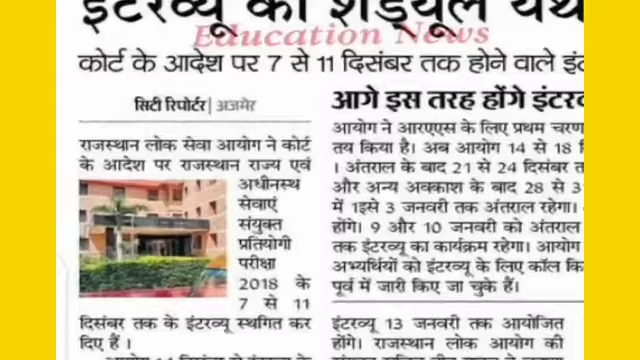 इंटरव्यू का शेड्यूल यथ
Education News
कोर्ट के आदेश पर 7 से 11 दिसंबर तक होने वाले इंट
सिटी रिपोर्टर | अजमेर
राजस्थान लोक सेवा आयोग ने कोर्ट
के आदेश पर राजस्थान राज्य एवं
अधीनस्थ
सेवाएं
संयुक्त
प्रतियोगी
परीक्षा
2018 के
7 से 11
दिसंबर तक के इंटरव्यू स्थगित कर
दिए हैं ।
आगे इस तरह होंगे इंटरव
आयोग ने आरएएस के लिए प्रथम चरण
तय किया है। अब आयोग 14 से 18 दि
। अंतराल के बाद 21 से 24 दिसंबर त
और अन्य अवकाश के बाद 28 से 3
में 1इसे 3 जनवरी तक अंतराल रहेगा।
होंगे। 9 और 10 जनवरी को अंतराल
तक इंटरव्यू का कार्यक्रम रहेगा। आयोग
अभ्यर्थियों को इंटरव्यू के लिए कॉल कि
पूर्व में जारी किए जा चुके हैं।
इंटरव्यू 13 जनवरी तक आयोजित
होंगे। राजस्थान लोक आयोग की